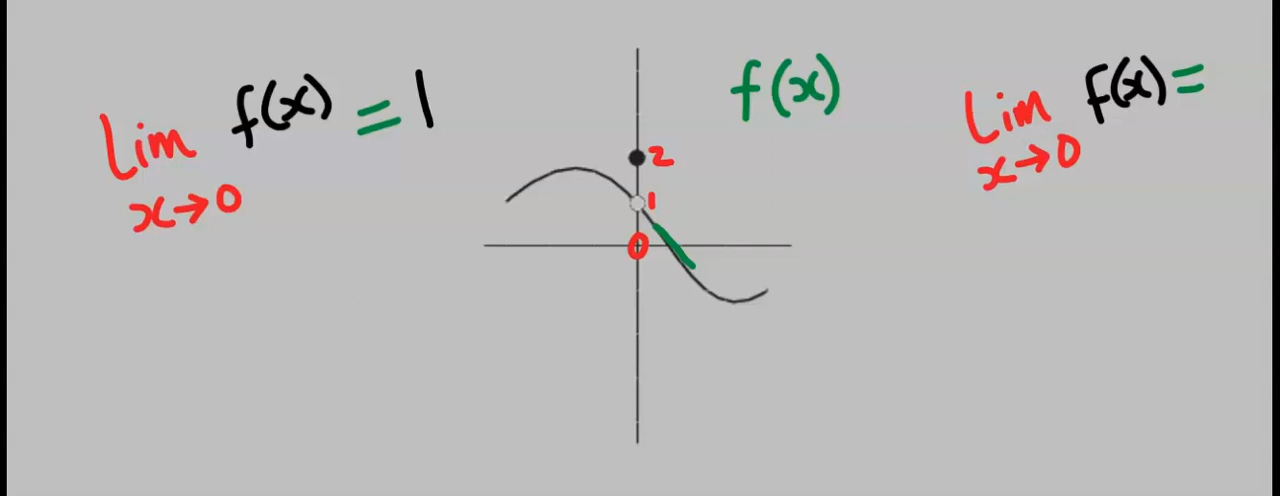 Lim f(x) = 1
x→0
f(x)
2
1
0
Lim f(x) =
x→0